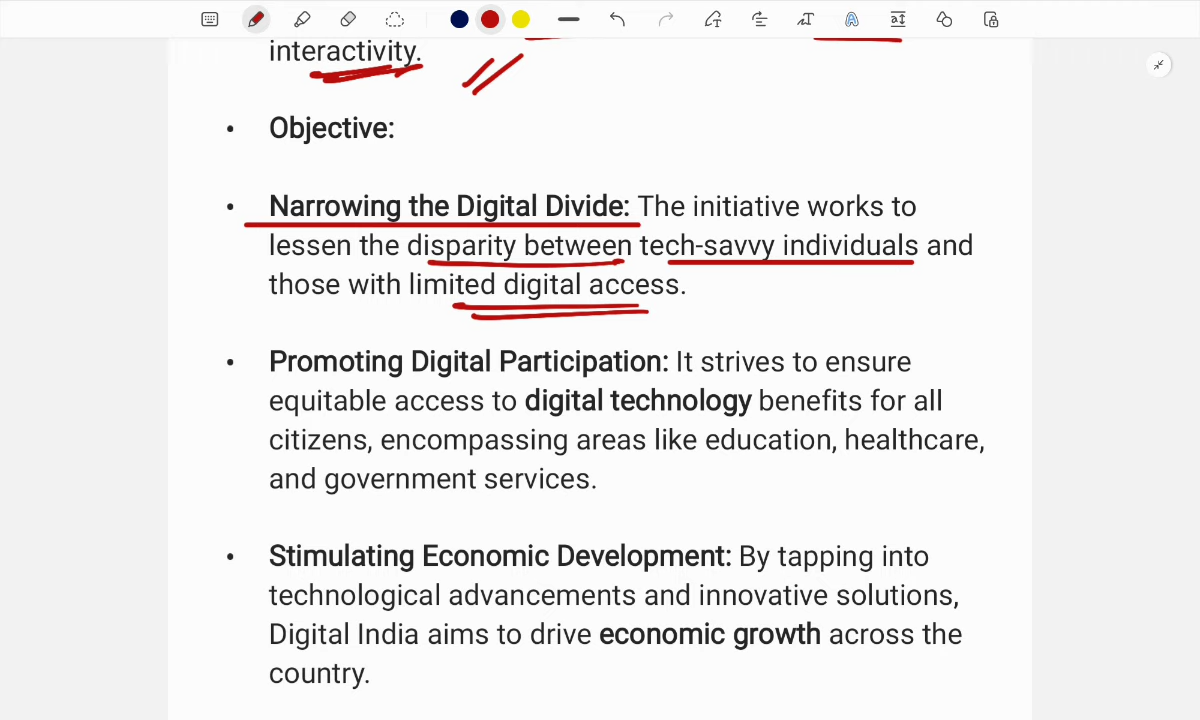 interactivity.
• Objective:
• Narrowing the Digital Divide: The initiative works to
lessen the disparity between tech-savvy individuals and
those with limited digital access.
• Promoting Digital Participation: It strives to ensure
equitable access to digital technology benefits for all
citizens, encompassing areas like education, healthcare,
and government services.
• Stimulating Economic Development: By tapping into
technological advancements and innovative solutions,
Digital India aims to drive economic growth across the
country.